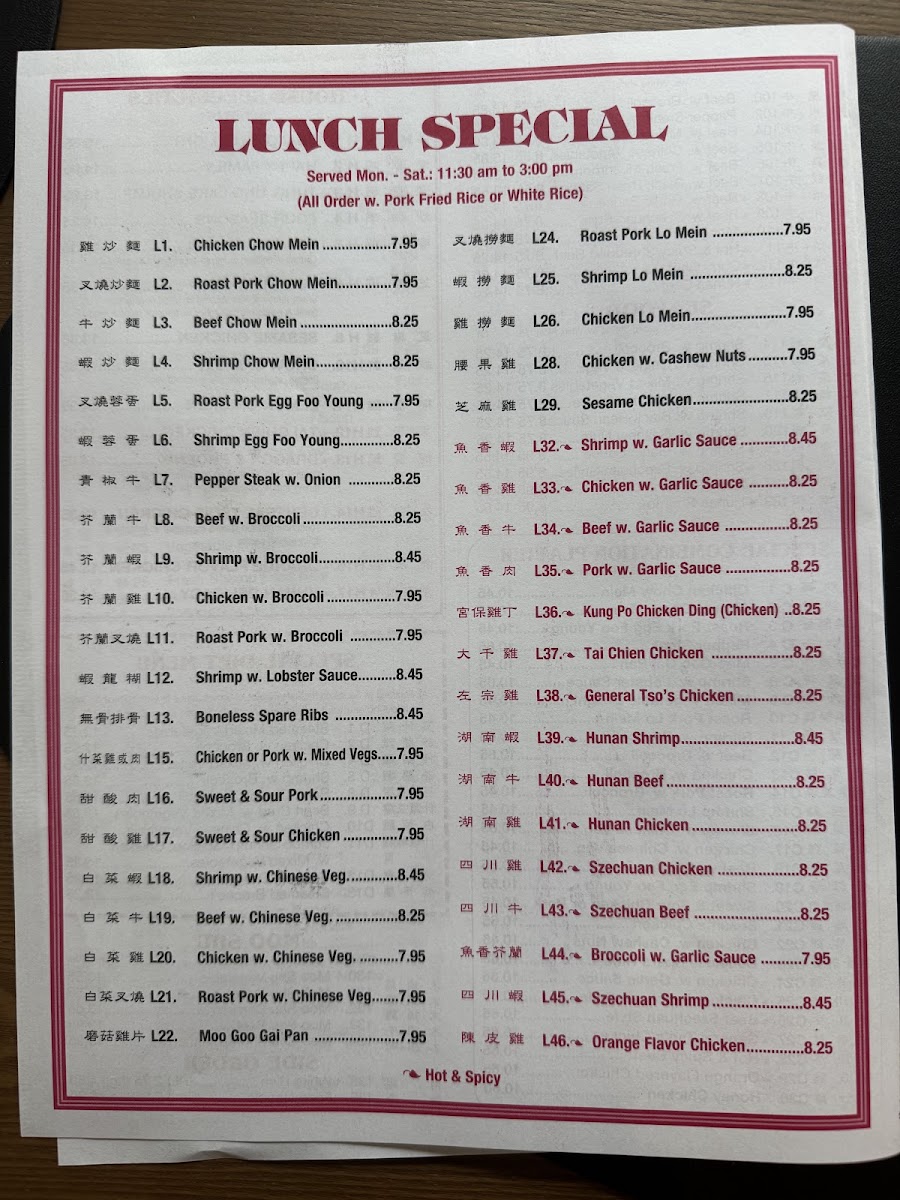 LUNCH SPECIAL
Served Mon. - Sat.: 11:30 am to 3:00 pm
(All Order w. Pork Fried Rice or White Rice)
雞炒麵 L1. Chicken Chow Mein .................7.95
叉燒炒麵 L2. Roast Pork Chow Mein.............7.95
牛炒麵 L3. Beef Chow Mein .......................8.25
蝦炒麵 L4. Shrimp Chow Mein...................8.25
叉燒蓉蛋 L5. Roast Pork Egg Foo Young ......7.95
蝦蓉蛋 L6. Shrimp Egg Foo Young.............8.25
青椒牛 L7. Pepper Steak w. Onion ...........8.25
芥蘭牛 L8. Beef w. Broccoli.......................8.25
芥蘭蝦 L9. Shrimp w. Broccoli...................8.45
芥蘭雞 L10. Chicken w. Broccoli.................7.95
芥蘭叉燒 L11. Roast Pork w. Broccoli ............7.95
蝦龍糊 L12. Shrimp w. Lobster Sauce.........8.45
無骨排骨 L13. Boneless Spare Ribs ...............8.45
什菜雞或肉 L15. Chicken or Pork w. Mixed Vegs.....7.95
甜酸肉 L16. Sweet & Sour Pork...................7.95
甜酸雞 L17. Sweet & Sour Chicken .............7.95
白菜蝦 L18. Shrimp w. Chinese Veg............8.45
白菜牛 L19. Beef w. Chinese Veg. ...............8.25
白菜雞 L20. Chicken w. Chinese Veg. ..........7.95
白菜叉燒 L21. Roast Pork w. Chinese Veg.......7.95
磨菇雞片 L22. Moo Goo Gai Pan .....................7.95
叉燒撈麵 L24. Roast Pork Lo Mein .................7.95
蝦撈麵 L25. Shrimp Lo Mein .......................8.25
雞撈麵 L26. Chicken Lo Mein.......................7.95
腰果雞 L28. Chicken w. Cashew Nuts..........7.95
芝麻雞 L29. Sesame Chicken.......................8.25
魚香蝦 L32. Shrimp w. Garlic Sauce ...........8.45
魚香雞 L33. Chicken w. Garlic Sauce ..........8.25
魚香牛 L34. Beef w. Garlic Sauce ................8.25
魚香肉 L35. Pork w. Garlic Sauce ................8.25
宮保雞丁 L36. Kung Po Chicken Ding (Chicken) ..8.25
大千雞 L37. Tai Chien Chicken ....................8.25
左宗雞 L38. General Tso's Chicken ..............8.25
湖南蝦 L39. Hunan Shrimp...........................8.45
湖南牛 L40. Hunan Beef................................8.25
湖南雞 L41. Hunan Chicken..........................8.25
四川雞 L42. Szechuan Chicken ....................8.25
四川牛 L43. Szechuan Beef ..........................8.25
魚香芥蘭 L44. Broccoli w. Garlic Sauce ..........7.95
四川蝦 L45. Szechuan Shrimp ......................8.45
陳皮雞 L46. Orange Flavor Chicken..............8.25
Hot & Spicy